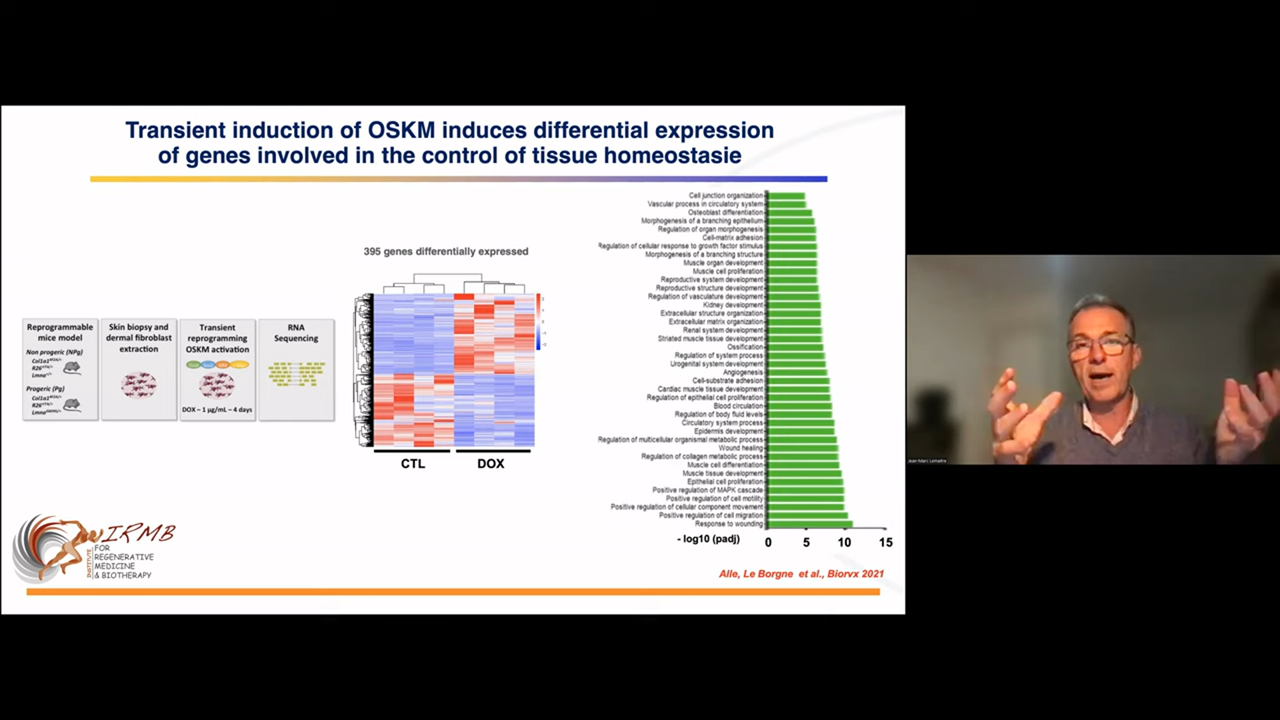 Transient induction of OSKM induces differential expression
of genes involved in the control of tissue homeostasie
395 genes differentially expressed
Reprogrammable
mice model
Non progeric (NPg)
Progeric (Pg)
Skin biopsy and
dermal fibroblast
extraction
Transient
reprogramming
OSKM activation
DOX – 1 µg/mL – 4 days
RNA
Sequencing
CTL
DOX
Cell junction organization
Vascular process in circulatory system
Osteoblast differentiation
Morphogenesis of a branching epithelium
Regulation of organ morphogenesis
Cell-matrix adhesion
Regulation of cellular response to growth factor stimulus
Morphogenesis of a branching structure
Muscle organ development
Muscle cell proliferation
Reproductive system development
Reproductive structure development
Regulation of vasculature development
Kidney development
Extracellular structure organization
Extracellular matrix organization
Renal system development
Striated muscle tissue development
Ossification
Regulation of system process
Urogenital system development
Angiogenesis
Cell-substrate adhesion
Cardiac muscle tissue development
Regulation of epithelial cell proliferation
Blood circulation
Regulation of body fluid levels
Circulatory system process
Epidermis development
Regulation of multicellular organismal metabolic process
Wound healing
Regulation of collagen metabolic process
Muscle cell differentiation
Muscle tissue development
Epithelial cell proliferation
Positive regulation of MAPK cascade
Positive regulation of cell motility
Positive regulation of cellular component movement
Positive regulation of cell migration
Response to wounding
- log10 (padj)
0 5 10 15
IRMB
INSTITUTE
FOR
REGENERATIVE
MEDICINE
& BIOTHERAPY
Alle, Le Borgne et al., Biorvx 2021
Jean-Marc Lemaitre